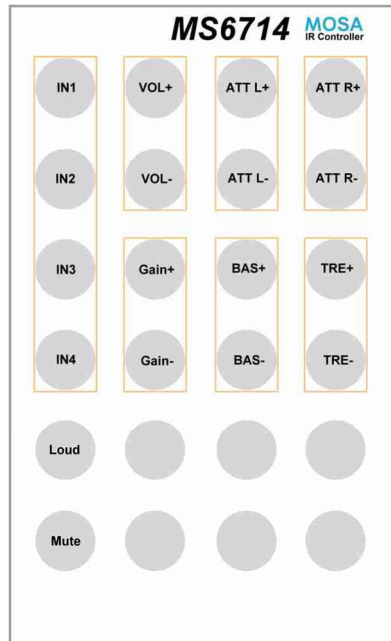 MS6714 MOSA
IR Controller
IN1 VOL+ ATT L+ ATT R+
IN2 VOL- ATT L- ATT R-
IN3 Gain+ BAS+ TRE+
IN4 Gain- BAS- TRE-
Loud
Mute